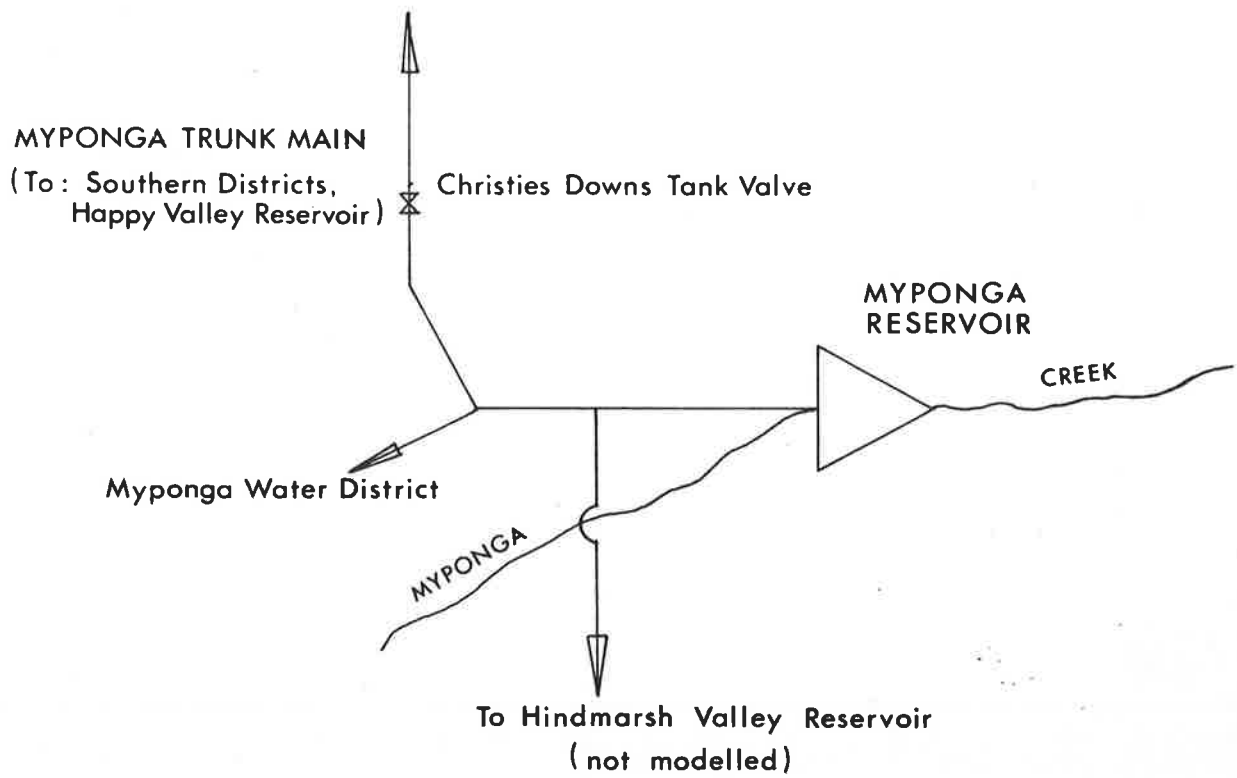 MYPONGA TRUNK MAIN
(To: Southern Districts,
Happy Valley Reservoir)
Christies Downs Tank Valve
MYPONGA
RESERVOIR
CREEK
Myponga Water District
MYPONGA
To Hindmarsh Valley Reservoir
(not modelled)